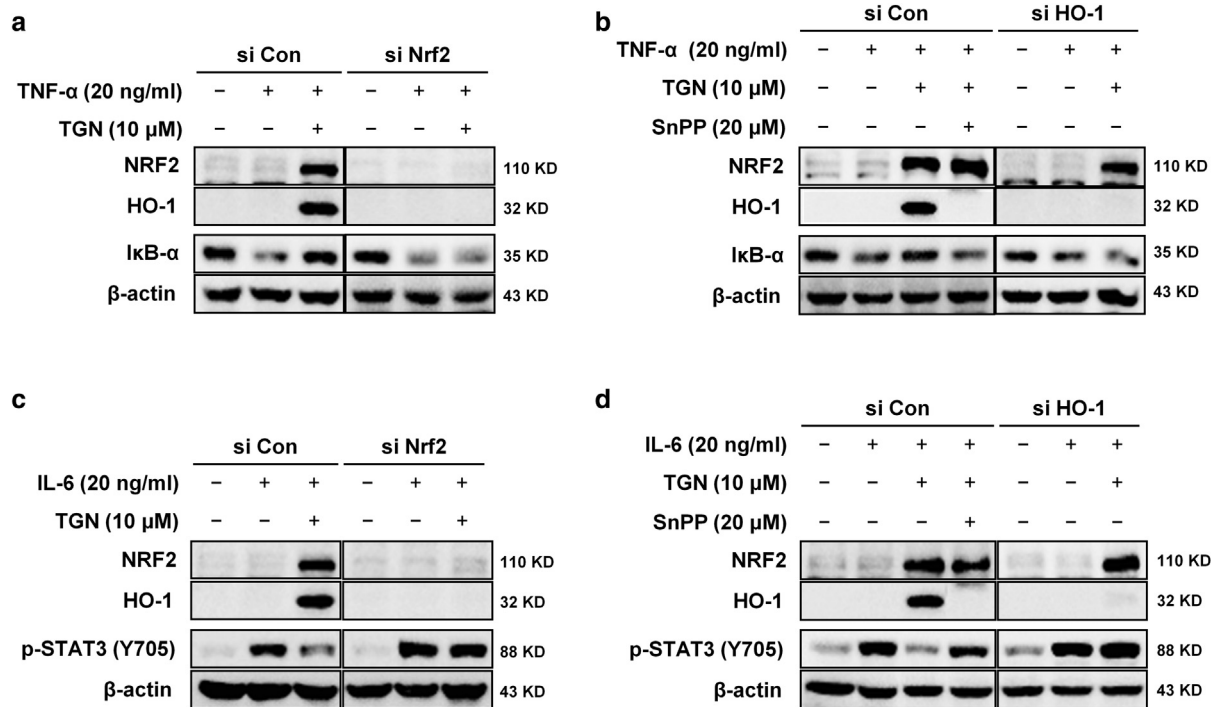 a
si Con si Nrf2
TNF-α (20 ng/ml) – + + – + +
TGN (10 μM) – – + – – +
NRF2 110 KD
HO-1 32 KD
IκB-α 35 KD
β-actin 43 KD
b
si Con si HO-1
TNF-α (20 ng/ml) – + + + – + +
TGN (10 μM) – – + + – – +
SnPP (20 μM) – – – + – – –
NRF2 110 KD
HO-1 32 KD
IκB-α 35 KD
β-actin 43 KD
c
si Con si Nrf2
IL-6 (20 ng/ml) – + + – + +
TGN (10 μM) – – + – – +
NRF2 110 KD
HO-1 32 KD
p-STAT3 (Y705) 88 KD
β-actin 43 KD
d
si Con si HO-1
IL-6 (20 ng/ml) – + + + – + +
TGN (10 μM) – – + + – – +
SnPP (20 μM) – – – + – – –
NRF2 110 KD
HO-1 32 KD
p-STAT3 (Y705) 88 KD
β-actin 43 KD